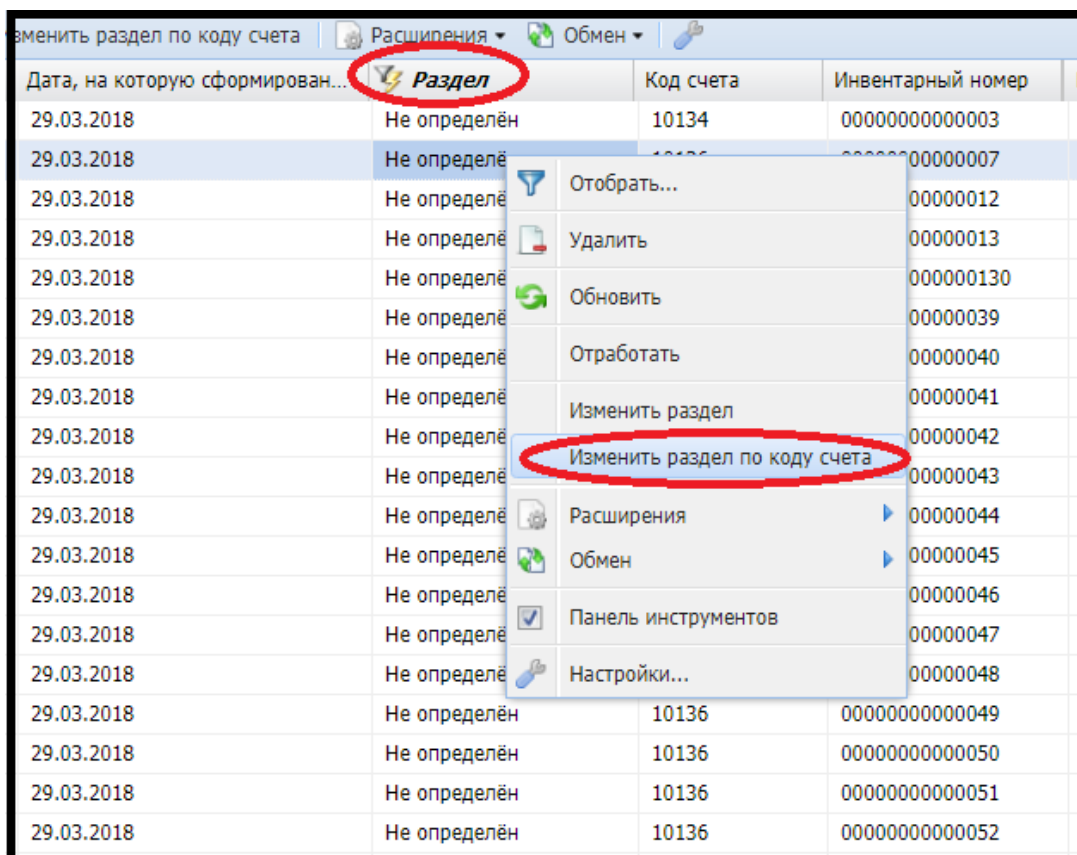 зменить раздел по коду счета Расширения Обмен
Дата, на которую сформирован... Раздел Код счета Инвентарный номер
29.03.2018 Не определён 10134 00000000000003
29.03.2018 Не определё 10136 00000000000007
29.03.2018 Не определё 00000012
29.03.2018 Не определё 00000013
29.03.2018 Не определё 000000130
29.03.2018 Не определё 00000039
29.03.2018 Не определё 00000040
29.03.2018 Не определё 00000041
29.03.2018 Не определё 00000042
29.03.2018 Не определё 00000043
29.03.2018 Не определё 00000044
29.03.2018 Не определё 00000045
29.03.2018 Не определё 00000046
29.03.2018 Не определё 00000047
29.03.2018 Не определё 00000048
29.03.2018 Не определён 10136 00000000000049
29.03.2018 Не определён 10136 00000000000050
29.03.2018 Не определён 10136 00000000000051
29.03.2018 Не определён 10136 00000000000052
Отобрать...
Удалить
Обновить
Отработать
Изменить раздел
Изменить раздел по коду счета
Расширения
Обмен
Панель инструментов
Настройки...